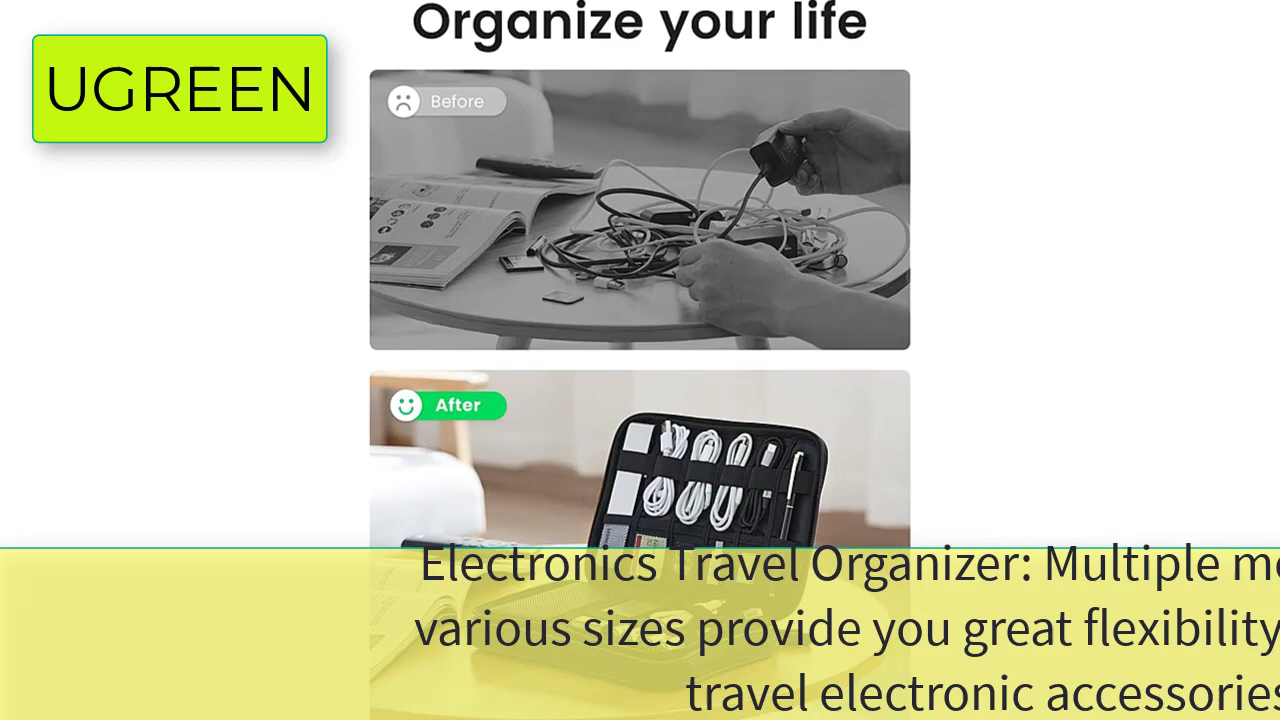 Organize your life
UGREEN
Before
After
Electronics Travel Organizer: Multiple
various sizes provide you great flexibility
travel electronic accessories